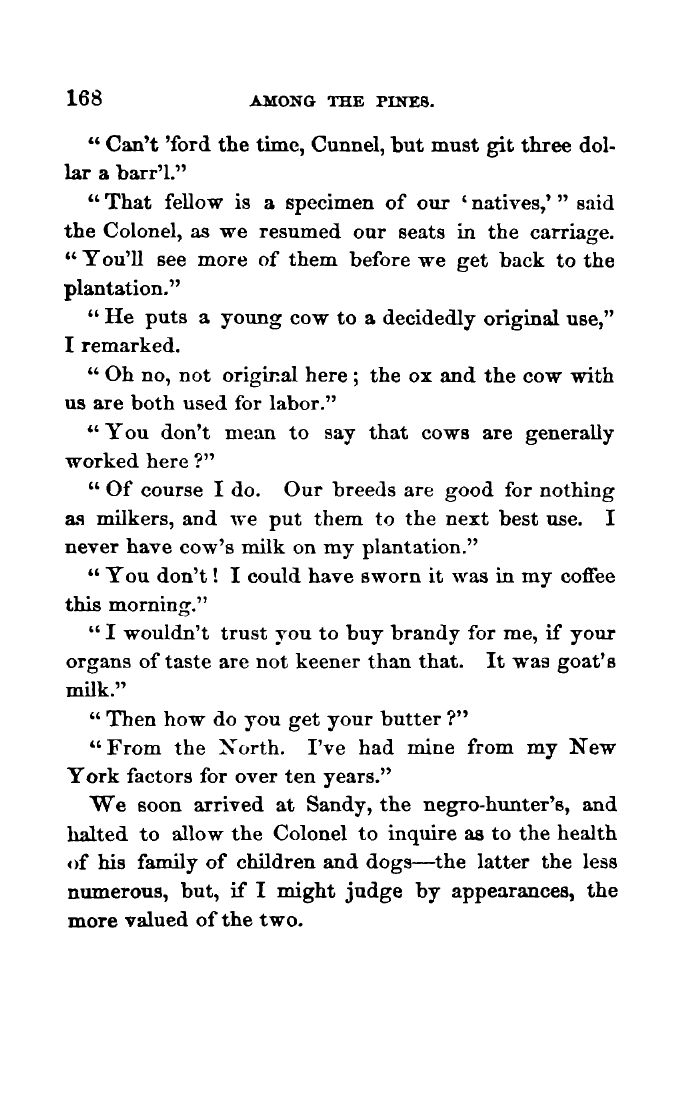 168 AMONG THE PINES.
“Can’t ’ford the time, Cunnel, but must git three dol-
lar a barr’l.”
“That fellow is a specimen of our ‘natives,’” said
the Colonel, as we resumed our seats in the carriage.
“You’ll see more of them before we get back to the
plantation.”
“He puts a young cow to a decidedly original use,”
I remarked.
“Oh no, not original here; the ox and the cow with
us are both used for labor.”
“You don’t mean to say that cows are generally
worked here?”
“Of course I do. Our breeds are good for nothing
as milkers, and we put them to the next best use. I
never have cow’s milk on my plantation.”
“You don’t! I could have sworn it was in my coffee
this morning.”
“I wouldn’t trust you to buy brandy for me, if your
organs of taste are not keener than that. It was goat’s
milk.”
“Then how do you get your butter?”
“From the North. I’ve had mine from my New
York factors for over ten years.”
We soon arrived at Sandy, the negro-hunter’s, and
halted to allow the Colonel to inquire as to the health
of his family of children and dogs—the latter the less
numerous, but, if I might judge by appearances, the
more valued of the two.